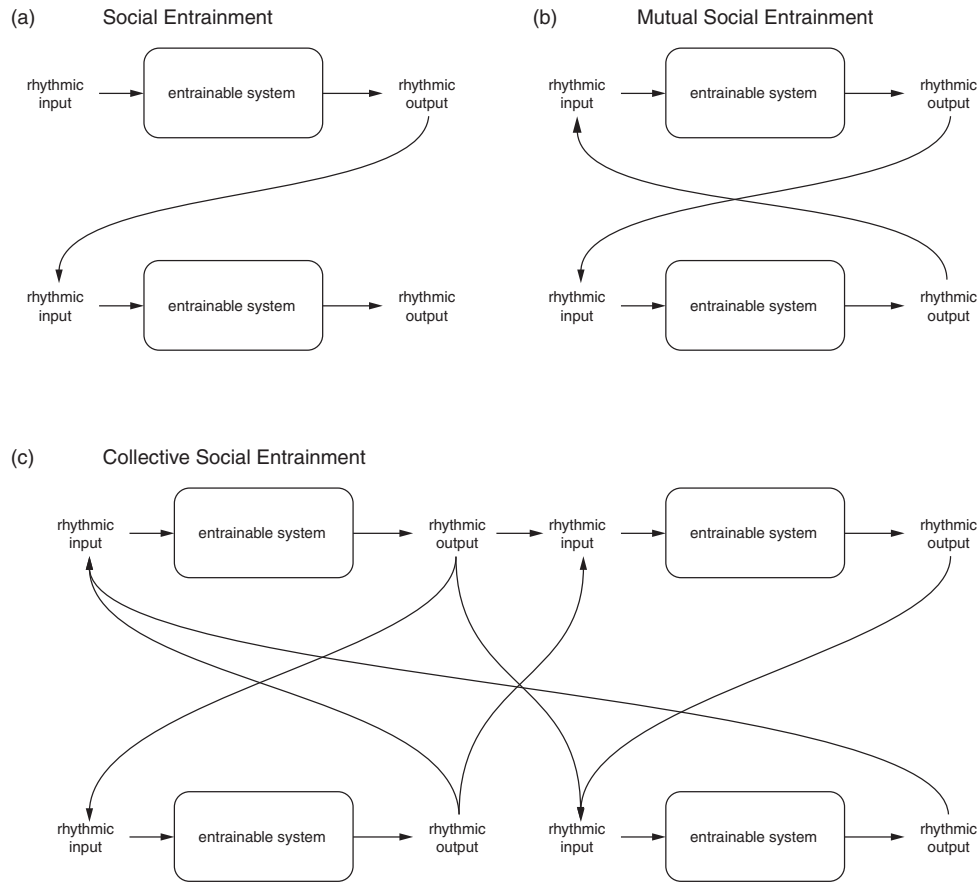 (a) Social Entrainment
rhythmic
input
entrainable system
rhythmic
output
rhythmic
input
entrainable system
rhythmic
output
(b) Mutual Social Entrainment
rhythmic
input
entrainable system
rhythmic
output
rhythmic
input
entrainable system
rhythmic
output
(c) Collective Social Entrainment
rhythmic
input
entrainable system
rhythmic
output
rhythmic
input
entrainable system
rhythmic
output
rhythmic
input
entrainable system
rhythmic
output
rhythmic
input
entrainable system
rhythmic
output